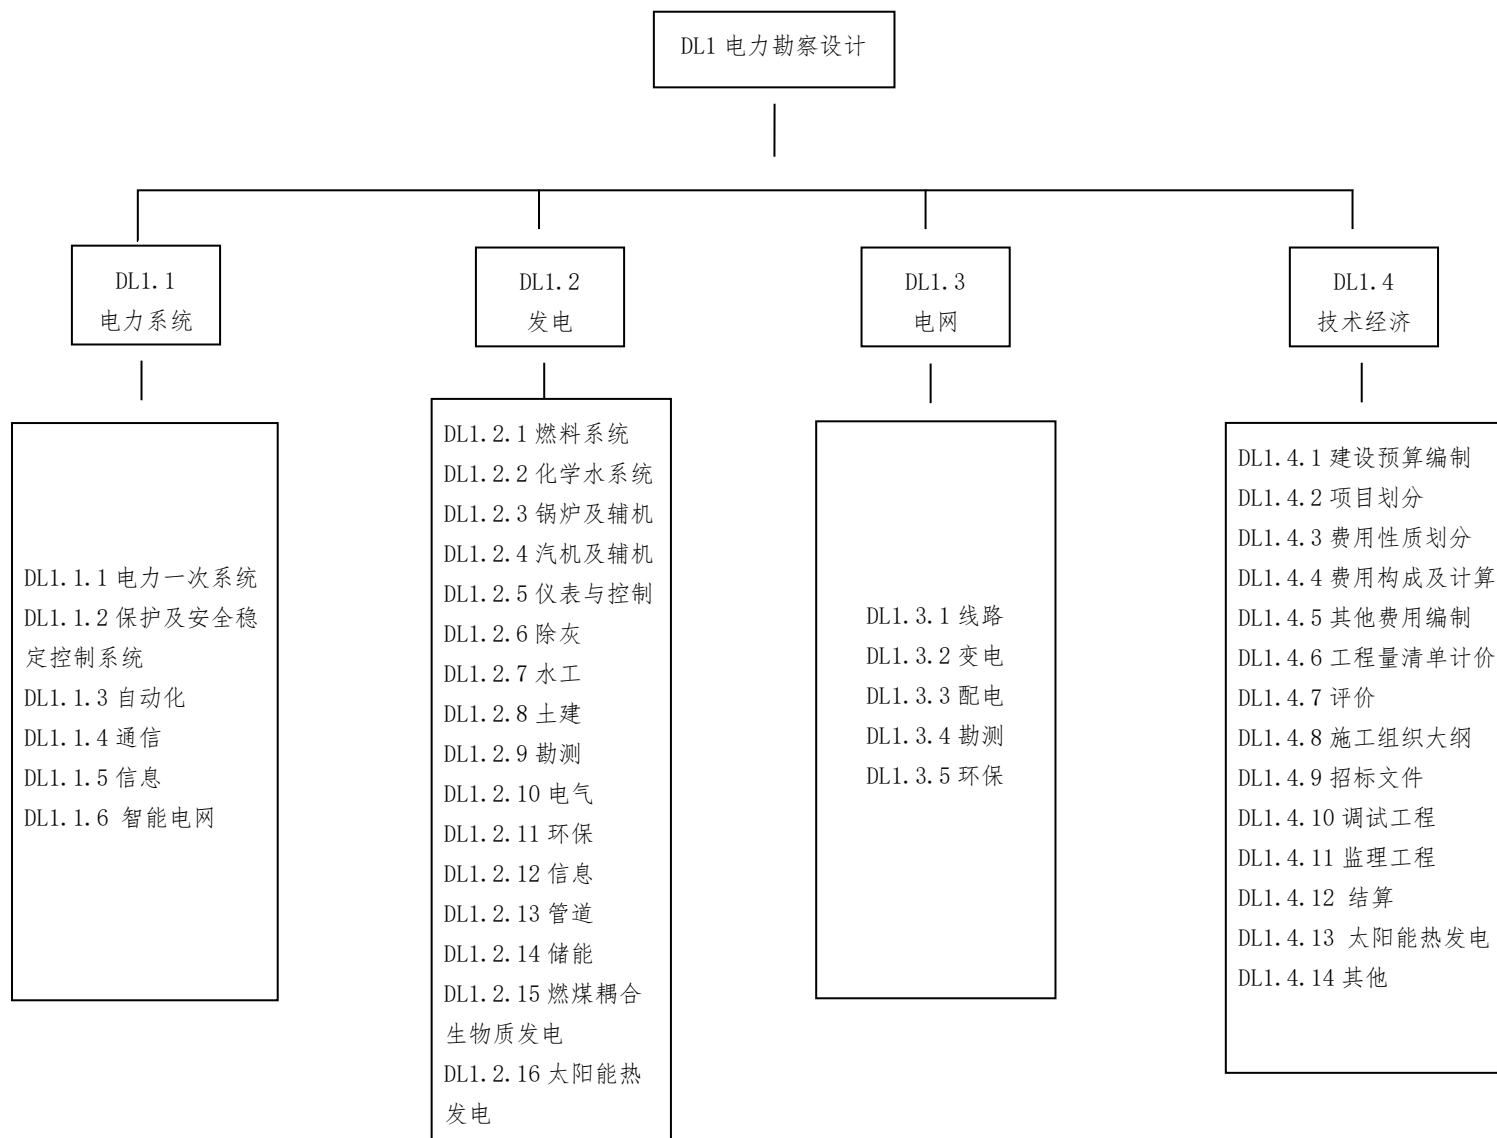 DL1 电力勘察设计
DL1.1
电力系统
DL1.2
发电
DL1.3
电网
DL1.4
技术经济
DL1.1.1 电力一次系统
DL1.1.2 保护及安全稳
定控制系统
DL1.1.3 自动化
DL1.1.4 通信
DL1.1.5 信息
DL1.1.6 智能电网
DL1.2.1 燃料系统
DL1.2.2 化学水系统
DL1.2.3 锅炉及辅机
DL1.2.4 汽机及辅机
DL1.2.5 仪表与控制
DL1.2.6 除灰
DL1.2.7 水工
DL1.2.8 土建
DL1.2.9 勘测
DL1.2.10 电气
DL1.2.11 环保
DL1.2.12 信息
DL1.2.13 管道
DL1.2.14 储能
DL1.2.15 燃煤耦合
生物质发电
DL1.2.16 太阳能热
发电
DL1.3.1 线路
DL1.3.2 变电
DL1.3.3 配电
DL1.3.4 勘测
DL1.3.5 环保
DL1.4.1 建设预算编制
DL1.4.2 项目划分
DL1.4.3 费用性质划分
DL1.4.4 费用构成及计算
DL1.4.5 其他费用编制
DL1.4.6 工程量清单计价
DL1.4.7 评价
DL1.4.8 施工组织大纲
DL1.4.9 招标文件
DL1.4.10 调试工程
DL1.4.11 监理工程
DL1.4.12 结算
DL1.4.13 太阳能热发电
DL1.4.14 其他